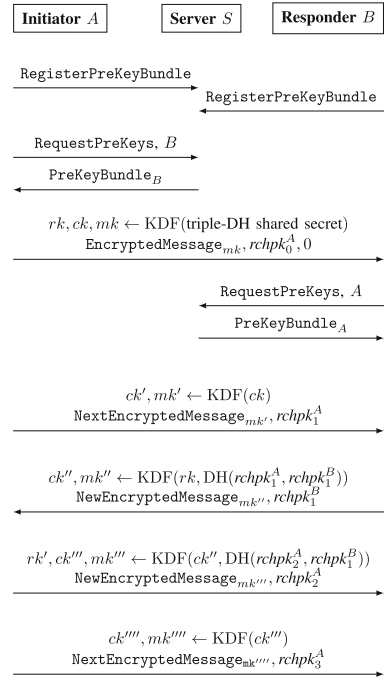 Initiator A Server S Responder B
RegisterPreKeyBundle
RegisterPreKeyBundle
RequestPreKeys, B
PreKeyBundle_B
rk, ck, mk ← KDF(triple-DH shared secret)
EncryptedMessage_mk, rchpk_0^A, 0
RequestPreKeys, A
PreKeyBundle_A
ck′, mk′ ← KDF(ck)
NextEncryptedMessage_mk′, rchpk_1^A
ck″, mk″ ← KDF(rk, DH(rchpk_1^A, rchpk_1^B))
NewEncryptedMessage_mk″, rchpk_1^B
rk′, ck‴, mk‴ ← KDF(ck″, DH(rchpk_2^A, rchpk_1^B))
NewEncryptedMessage_mk‴, rchpk_2^A
ck⁗, mk⁗ ← KDF(ck‴)
NextEncryptedMessage_mk⁗, rchpk_3^A